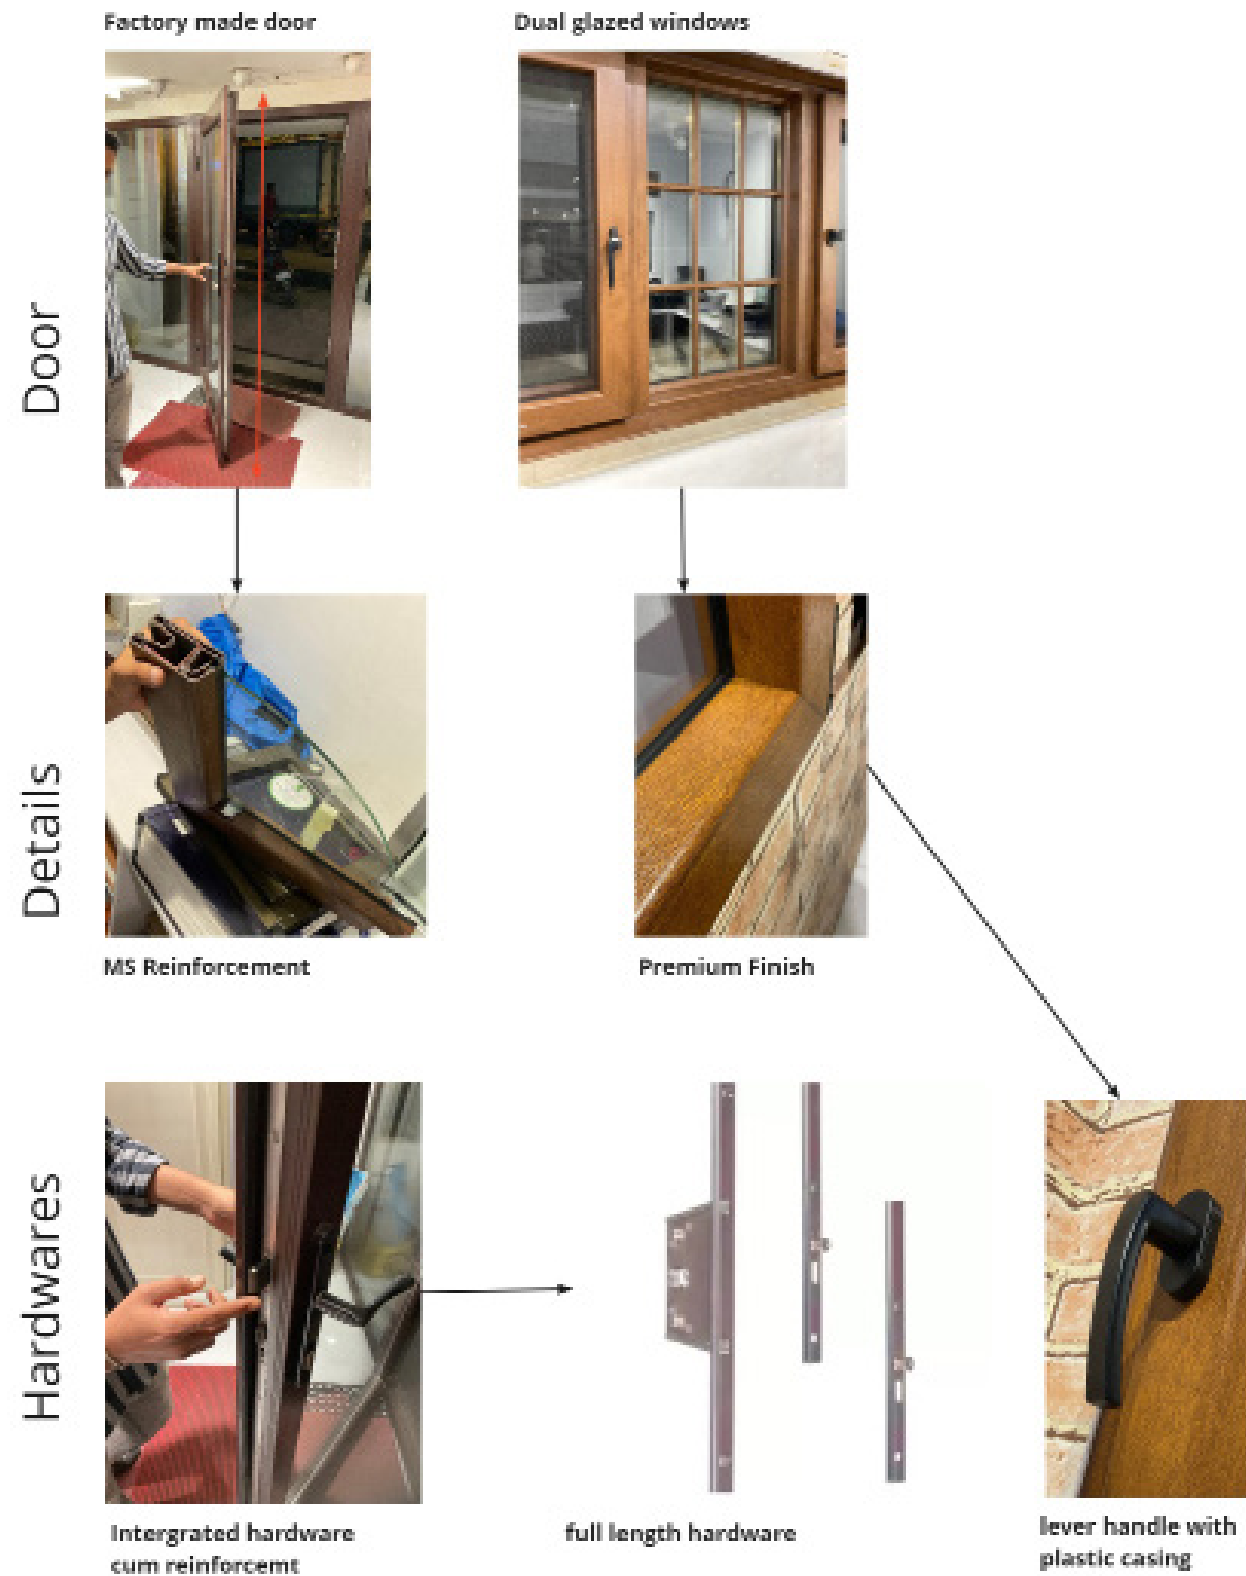 Factory made door
Dual glazed windows
Door
Details
MS Reinforcement
Premium Finish
Hardwares
Intergrated hardware
cum reinforcemt
full length hardware
lever handle with
plastic casing